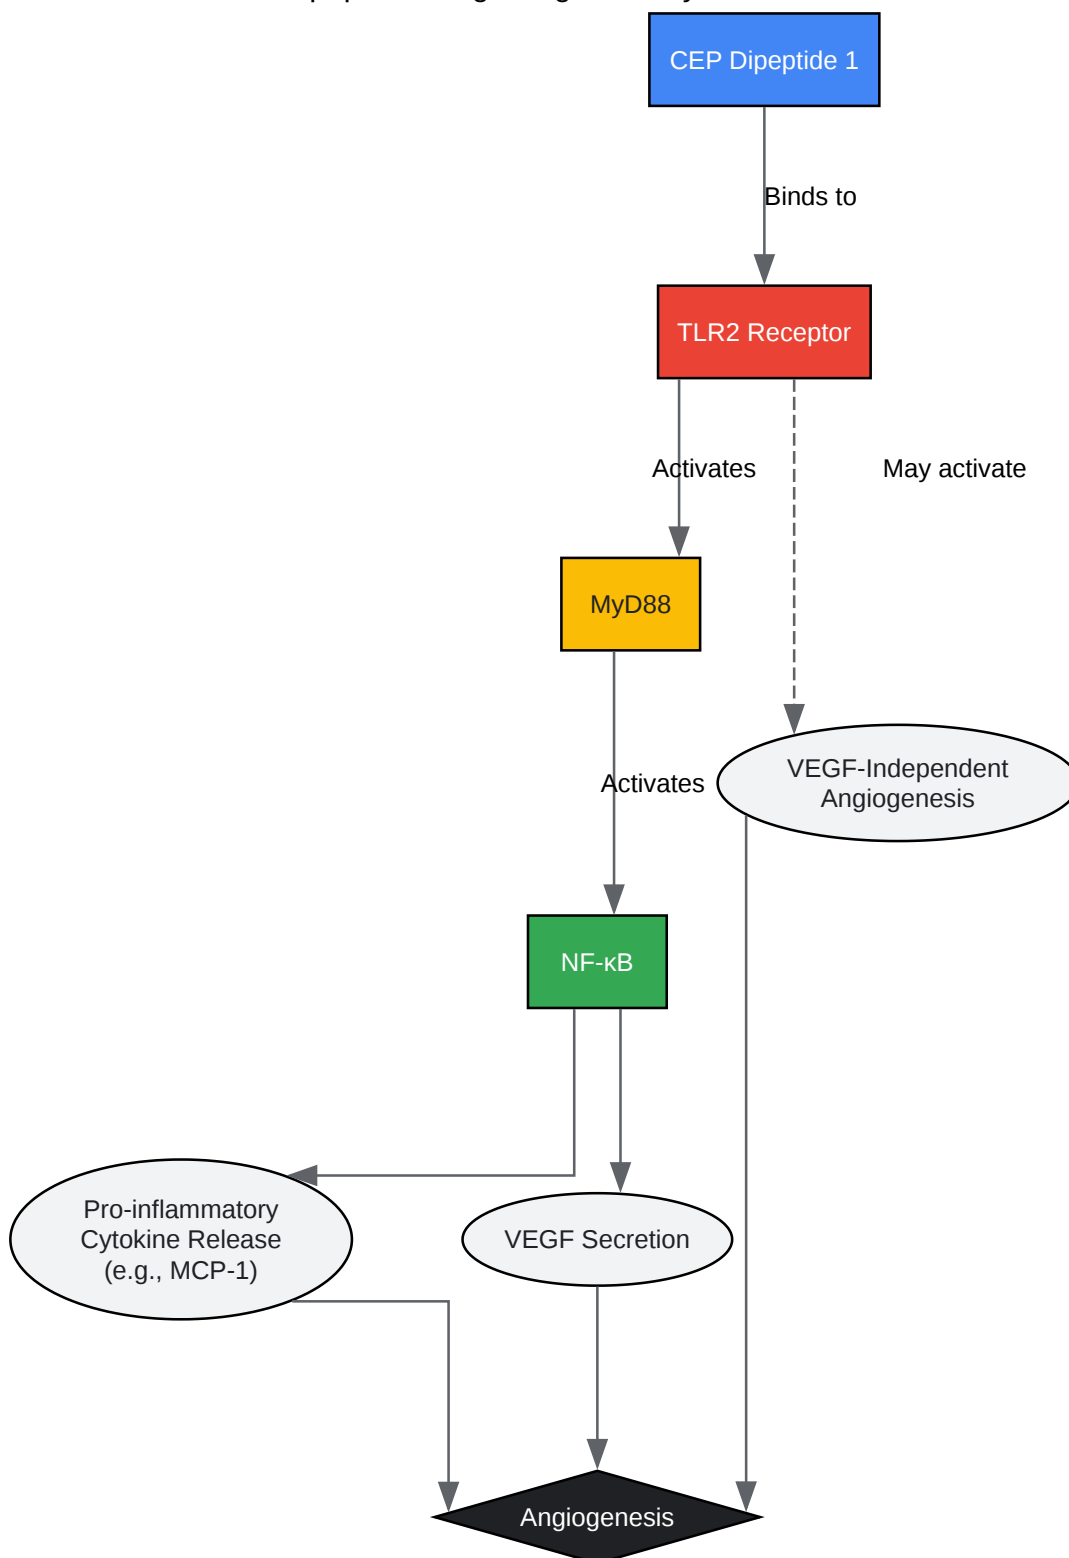 CEP Dipeptide 1
Binds to
TLR2 Receptor
Activates
May activate
MyD88
Activates
VEGF-Independent
Angiogenesis
NF-κB
Pro-inflammatory
Cytokine Release
(e.g., MCP-1)
VEGF Secretion
Angiogenesis